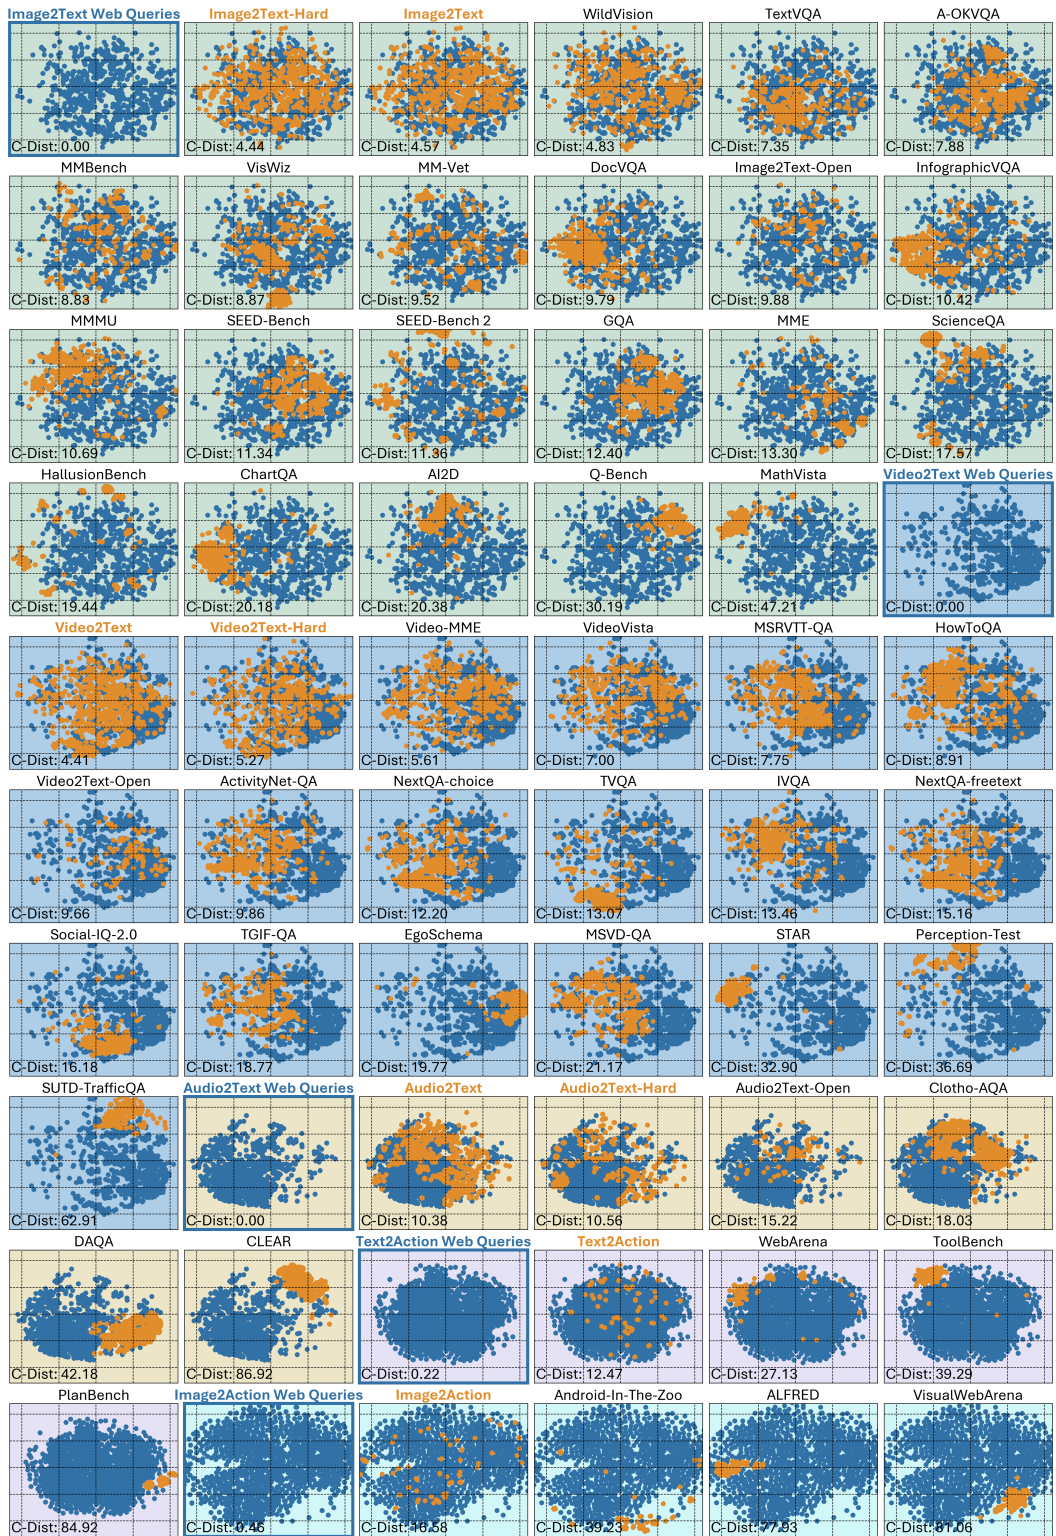 Image2Text Web Queries Image2Text-Hard Image2Text WildVision TextVQA A-OKVQA
C-Dist: 0.00 C-Dist: 4.44 C-Dist: 4.57 C-Dist: 4.83 C-Dist: 7.35 C-Dist: 7.88
MMBench VisWiz MM-Vet DocVQA Image2Text-Open InfographicVQA
C-Dist: 8.83 C-Dist: 8.87 C-Dist: 9.52 C-Dist: 9.79 C-Dist: 9.88 C-Dist: 10.42
MMMU SEED-Bench SEED-Bench 2 GQA MME ScienceQA
C-Dist: 10.69 C-Dist: 11.34 C-Dist: 11.36 C-Dist: 12.40 C-Dist: 13.30 C-Dist: 17.57
HallusionBench ChartQA AI2D Q-Bench MathVista Video2Text Web Queries
C-Dist: 19.44 C-Dist: 20.18 C-Dist: 20.38 C-Dist: 30.19 C-Dist: 47.21 C-Dist: 0.00
Video2Text Video2Text-Hard Video-MME VideoVista MSRVTT-QA HowToQA
C-Dist: 4.41 C-Dist: 5.27 C-Dist: 5.61 C-Dist: 7.00 C-Dist: 7.75 C-Dist: 8.91
Video2Text-Open ActivityNet-QA NextQA-choice TVQA IVQA NextQA-freetext
C-Dist: 9.66 C-Dist: 9.86 C-Dist: 12.20 C-Dist: 13.07 C-Dist: 13.46 C-Dist: 15.16
Social-IQ-2.0 TGIF-QA EgoSchema MSVD-QA STAR Perception-Test
C-Dist: 16.18 C-Dist: 18.77 C-Dist: 19.77 C-Dist: 21.17 C-Dist: 32.90 C-Dist: 36.69
SUTD-TrafficQA Audio2Text Web Queries Audio2Text Audio2Text-Hard Audio2Text-Open Clotho-AQA
C-Dist: 62.91 C-Dist: 0.00 C-Dist: 10.38 C-Dist: 10.56 C-Dist: 15.22 C-Dist: 18.03
DAQA CLEAR Text2Action Web Queries Text2Action WebArena ToolBench
C-Dist: 42.18 C-Dist: 86.92 C-Dist: 0.22 C-Dist: 12.47 C-Dist: 27.13 C-Dist: 39.29
PlanBench Image2Action Web Queries Image2Action Android-In-The-Zoo ALFRED VisualWebArena
C-Dist: 84.92 C-Dist: 0.46 C-Dist: 16.58 C-Dist: 39.23 C-Dist: 77.93 C-Dist: 81.06